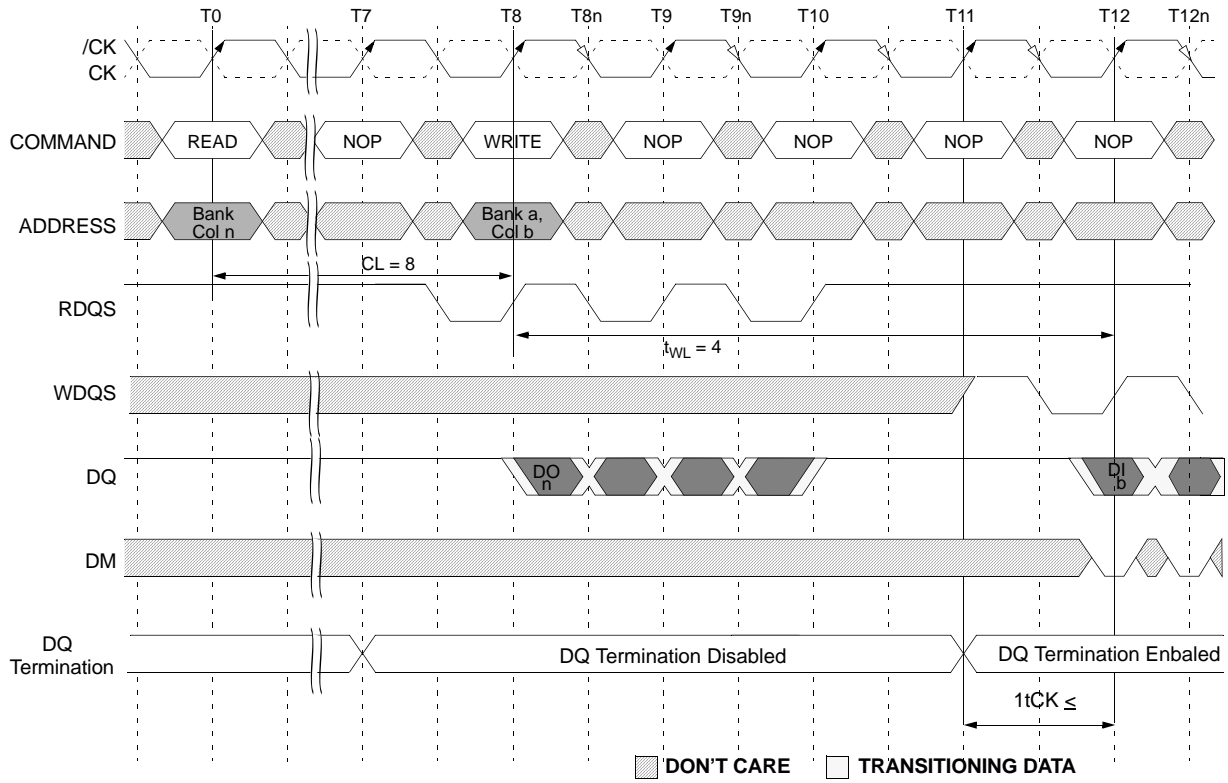 T0 T7 T8 T8n T9 T9n T10 T11 T12 T12n
/CK
CK
COMMAND READ NOP WRITE NOP NOP NOP NOP
ADDRESS Bank Bank a,
Col n Col b
CL = 8
RDQS
tWL = 4
WDQS
DQ DO DI
n b
DM
DQ
Termination DQ Termination Disabled DQ Termination Enbaled
1tCK ≤
DON'T CARE TRANSITIONING DATA